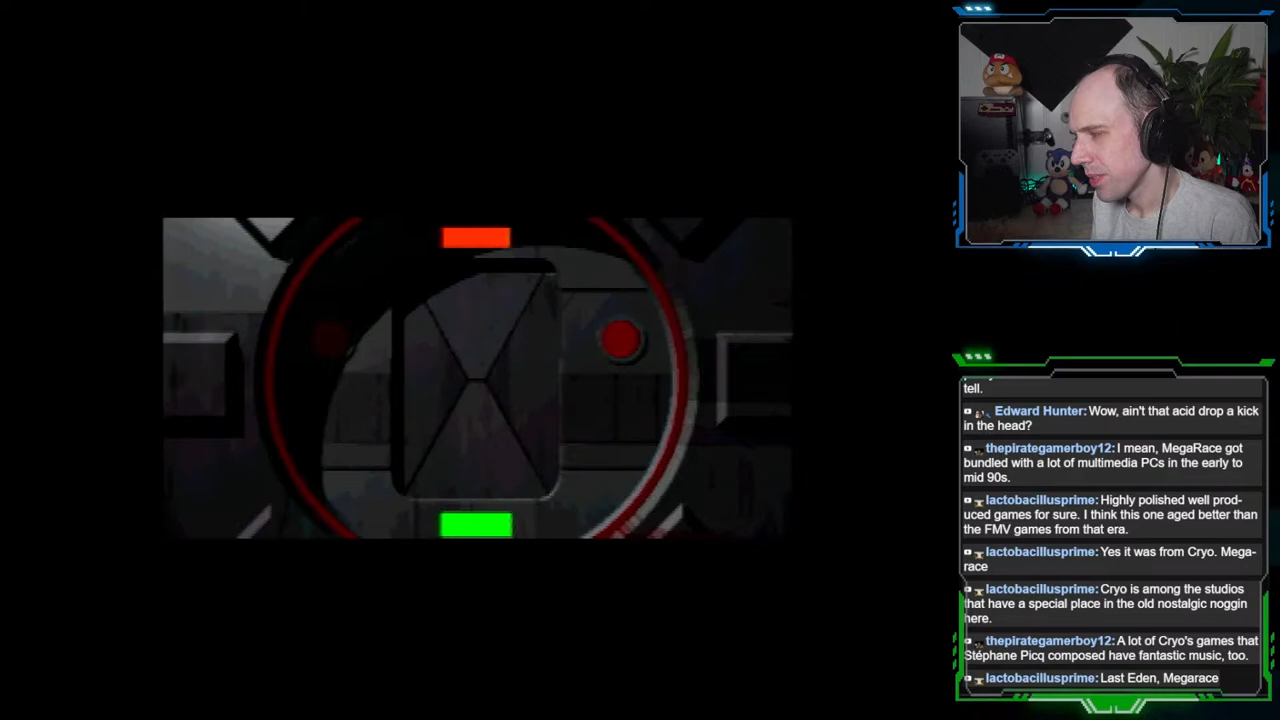 tell.
Edward Hunter: Wow, ain't that acid drop a kick
in the head?
thepirategamerboy12: I mean, MegaRace got
bundled with a lot of multimedia PCs in the early to
mid 90s.
lactobacillusprime: Highly polished well prod-
uced games for sure. I think this one aged better than
the FMV games from that era.
lactobacillusprime: Yes it was from Cryo. Mega-
race
lactobacillusprime: Cryo is among the studios
that have a special place in the old nostalgic noggin
here.
thepirategamerboy12: A lot of Cryo's games that
Stéphane Picq composed have fantastic music, too.
lactobacillusprime: Last Eden, Megarace